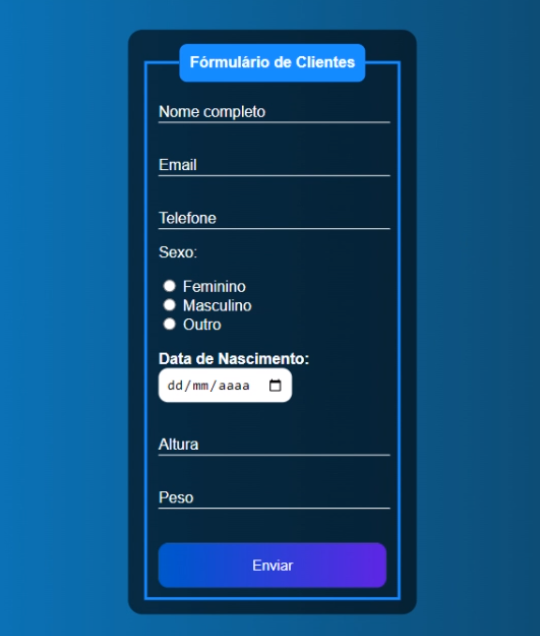 Fórmulário de Clientes
Nome completo
Email
Telefone
Sexo:
Feminino
Masculino
Outro
Data de Nascimento:
dd/mm/aaaa
Altura
Peso
Enviar